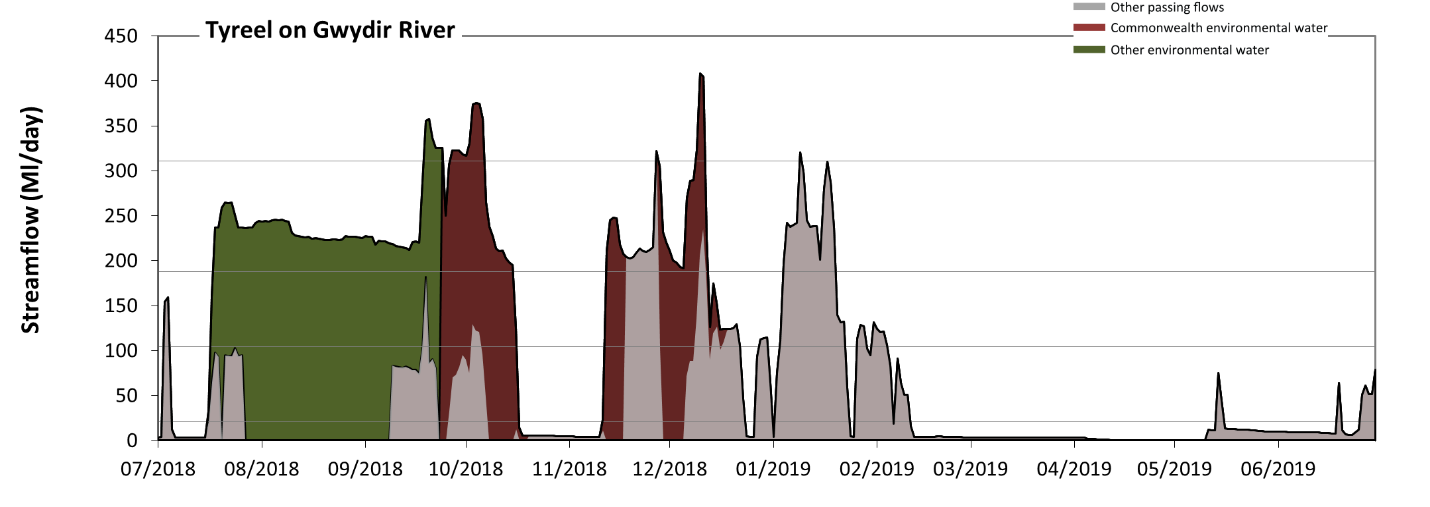 Other passing flows
Tyreel on Gwydir River
Commonwealth environmental water
Other environmental water
Streamflow (Ml/day)
450
400
350
300
250
200
150
100
50
0
07/2018 08/2018 09/2018 10/2018 11/2018 12/2018 01/2019 02/2019 03/2019 04/2019 05/2019 06/2019